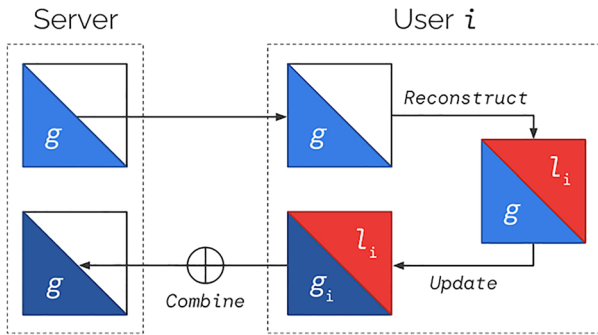 Server
User i
g
g
Reconstruct
l_i
g
g
Combine
l_i
g_i
Update